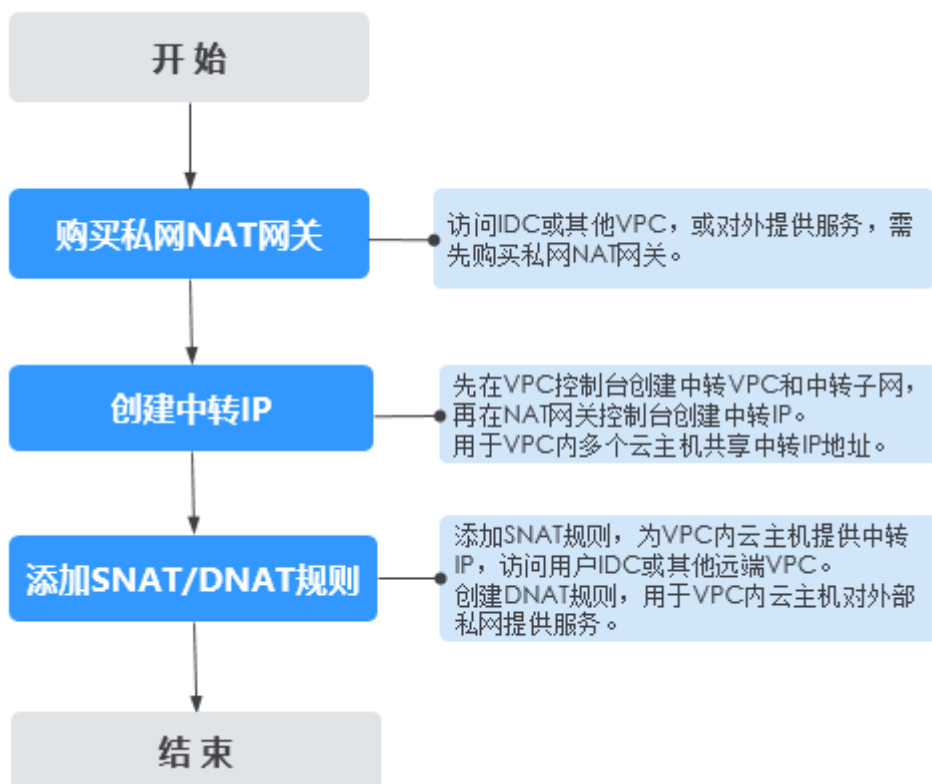 开 始
购买私网NAT网关
访问IDC或其他VPC，或对外提供服务，需
先购买私网NAT网关。
创建中转IP
先在VPC控制台创建中转VPC和中转子网，
再在NAT网关控制台创建中转IP。
用于VPC内多个云主机共享中转IP地址。
添加SNAT/DNAT规则
添加SNAT规则，为VPC内云主机提供中转
IP，访问用户IDC或其他远端VPC。
创建DNAT规则，用于VPC内云主机对外部
私网提供服务。
结 束